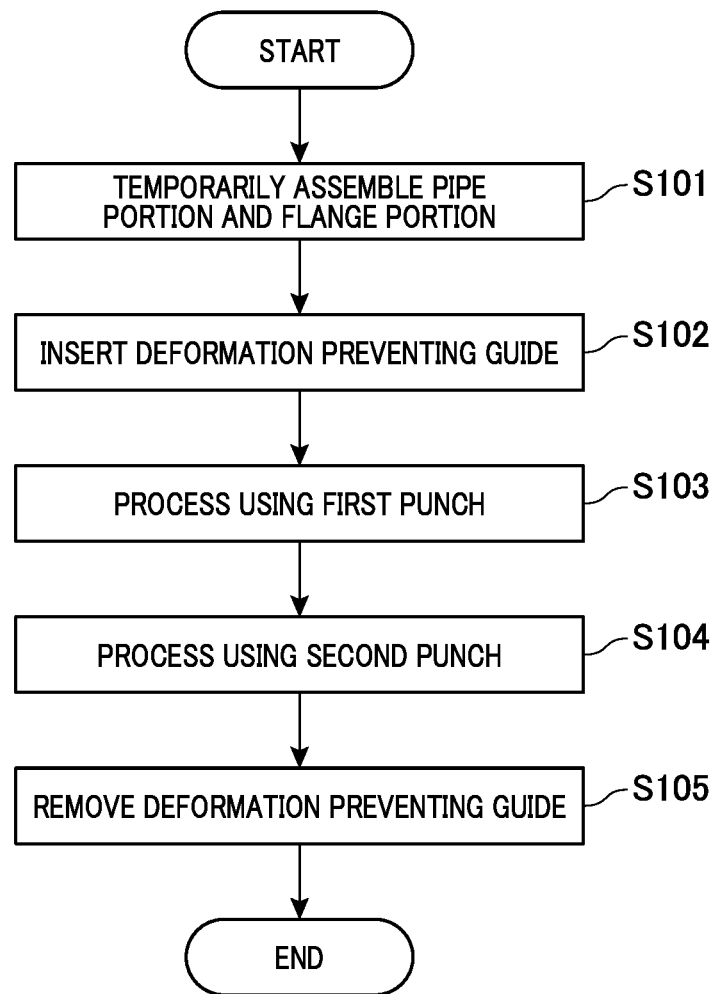 START
TEMPORARILY ASSEMBLE PIPE
PORTION AND FLANGE PORTION
S101
INSERT DEFORMATION PREVENTING GUIDE
S102
PROCESS USING FIRST PUNCH
S103
PROCESS USING SECOND PUNCH
S104
REMOVE DEFORMATION PREVENTING GUIDE
S105
END